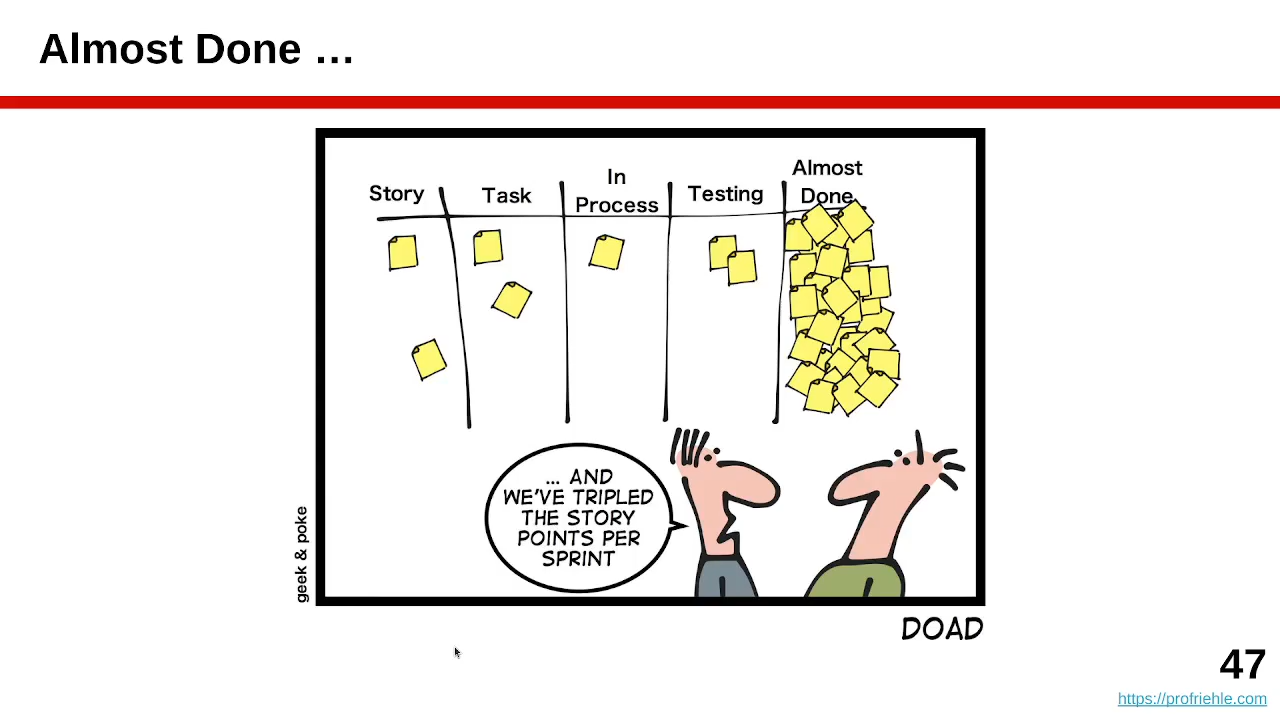 Almost Done …
Story
Task
In
Process
Testing
Almost
Done
... AND
WE'VE TRIPLED
THE STORY
POINTS PER
SPRINT
geek & poke
DOAD
47
https://profriehle.com